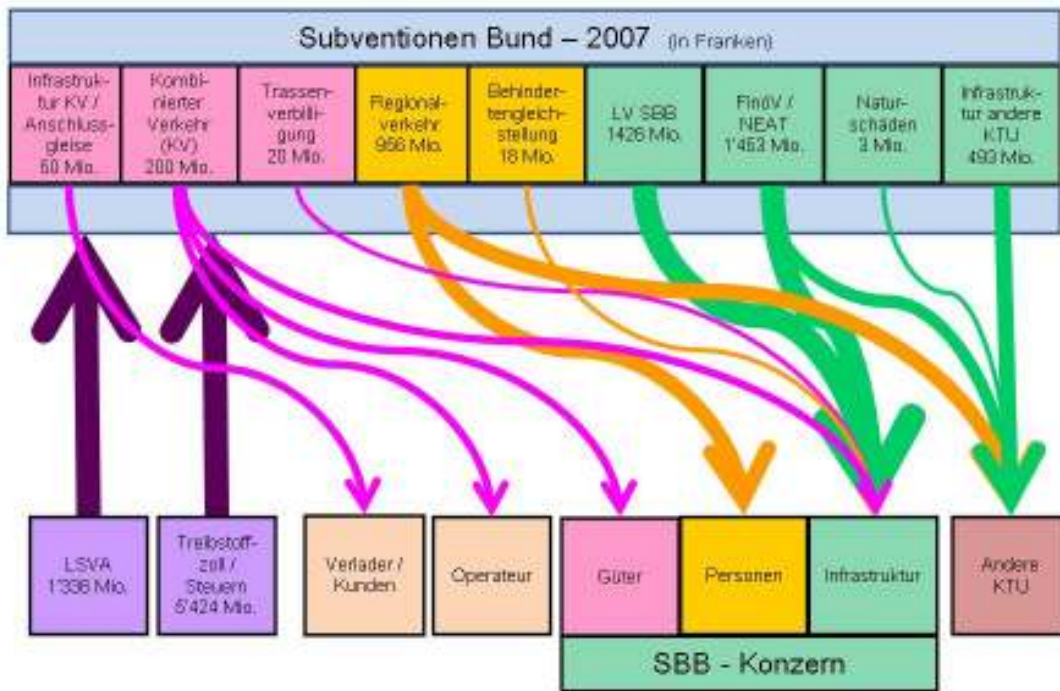 Subventionen Bund – 2007 (in Franken)
Infrastruk-
tur KV /
Anschluss-
gleise
50 Mio.
Kombi-
nierter
Verkehr
(KV)
200 Mio.
Trassen-
verbilli-
gung
20 Mio.
Regional-
verkehr
956 Mio.
Behinder-
tengleich-
stellung
18 Mio.
LV SBB
1426 Mio.
FinöV /
NEAT
1'453 Mio.
Natur-
schäden
3 Mio.
Infrastruk-
tur andere
KTU
493 Mio.
LSVA
1'336 Mio.
Treibstoff-
zoll /
Steuern
5'424 Mio.
Verlader /
Kunden
Operateur
Güter
Personen
Infrastruktur
Andere
KTU
SBB - Konzern